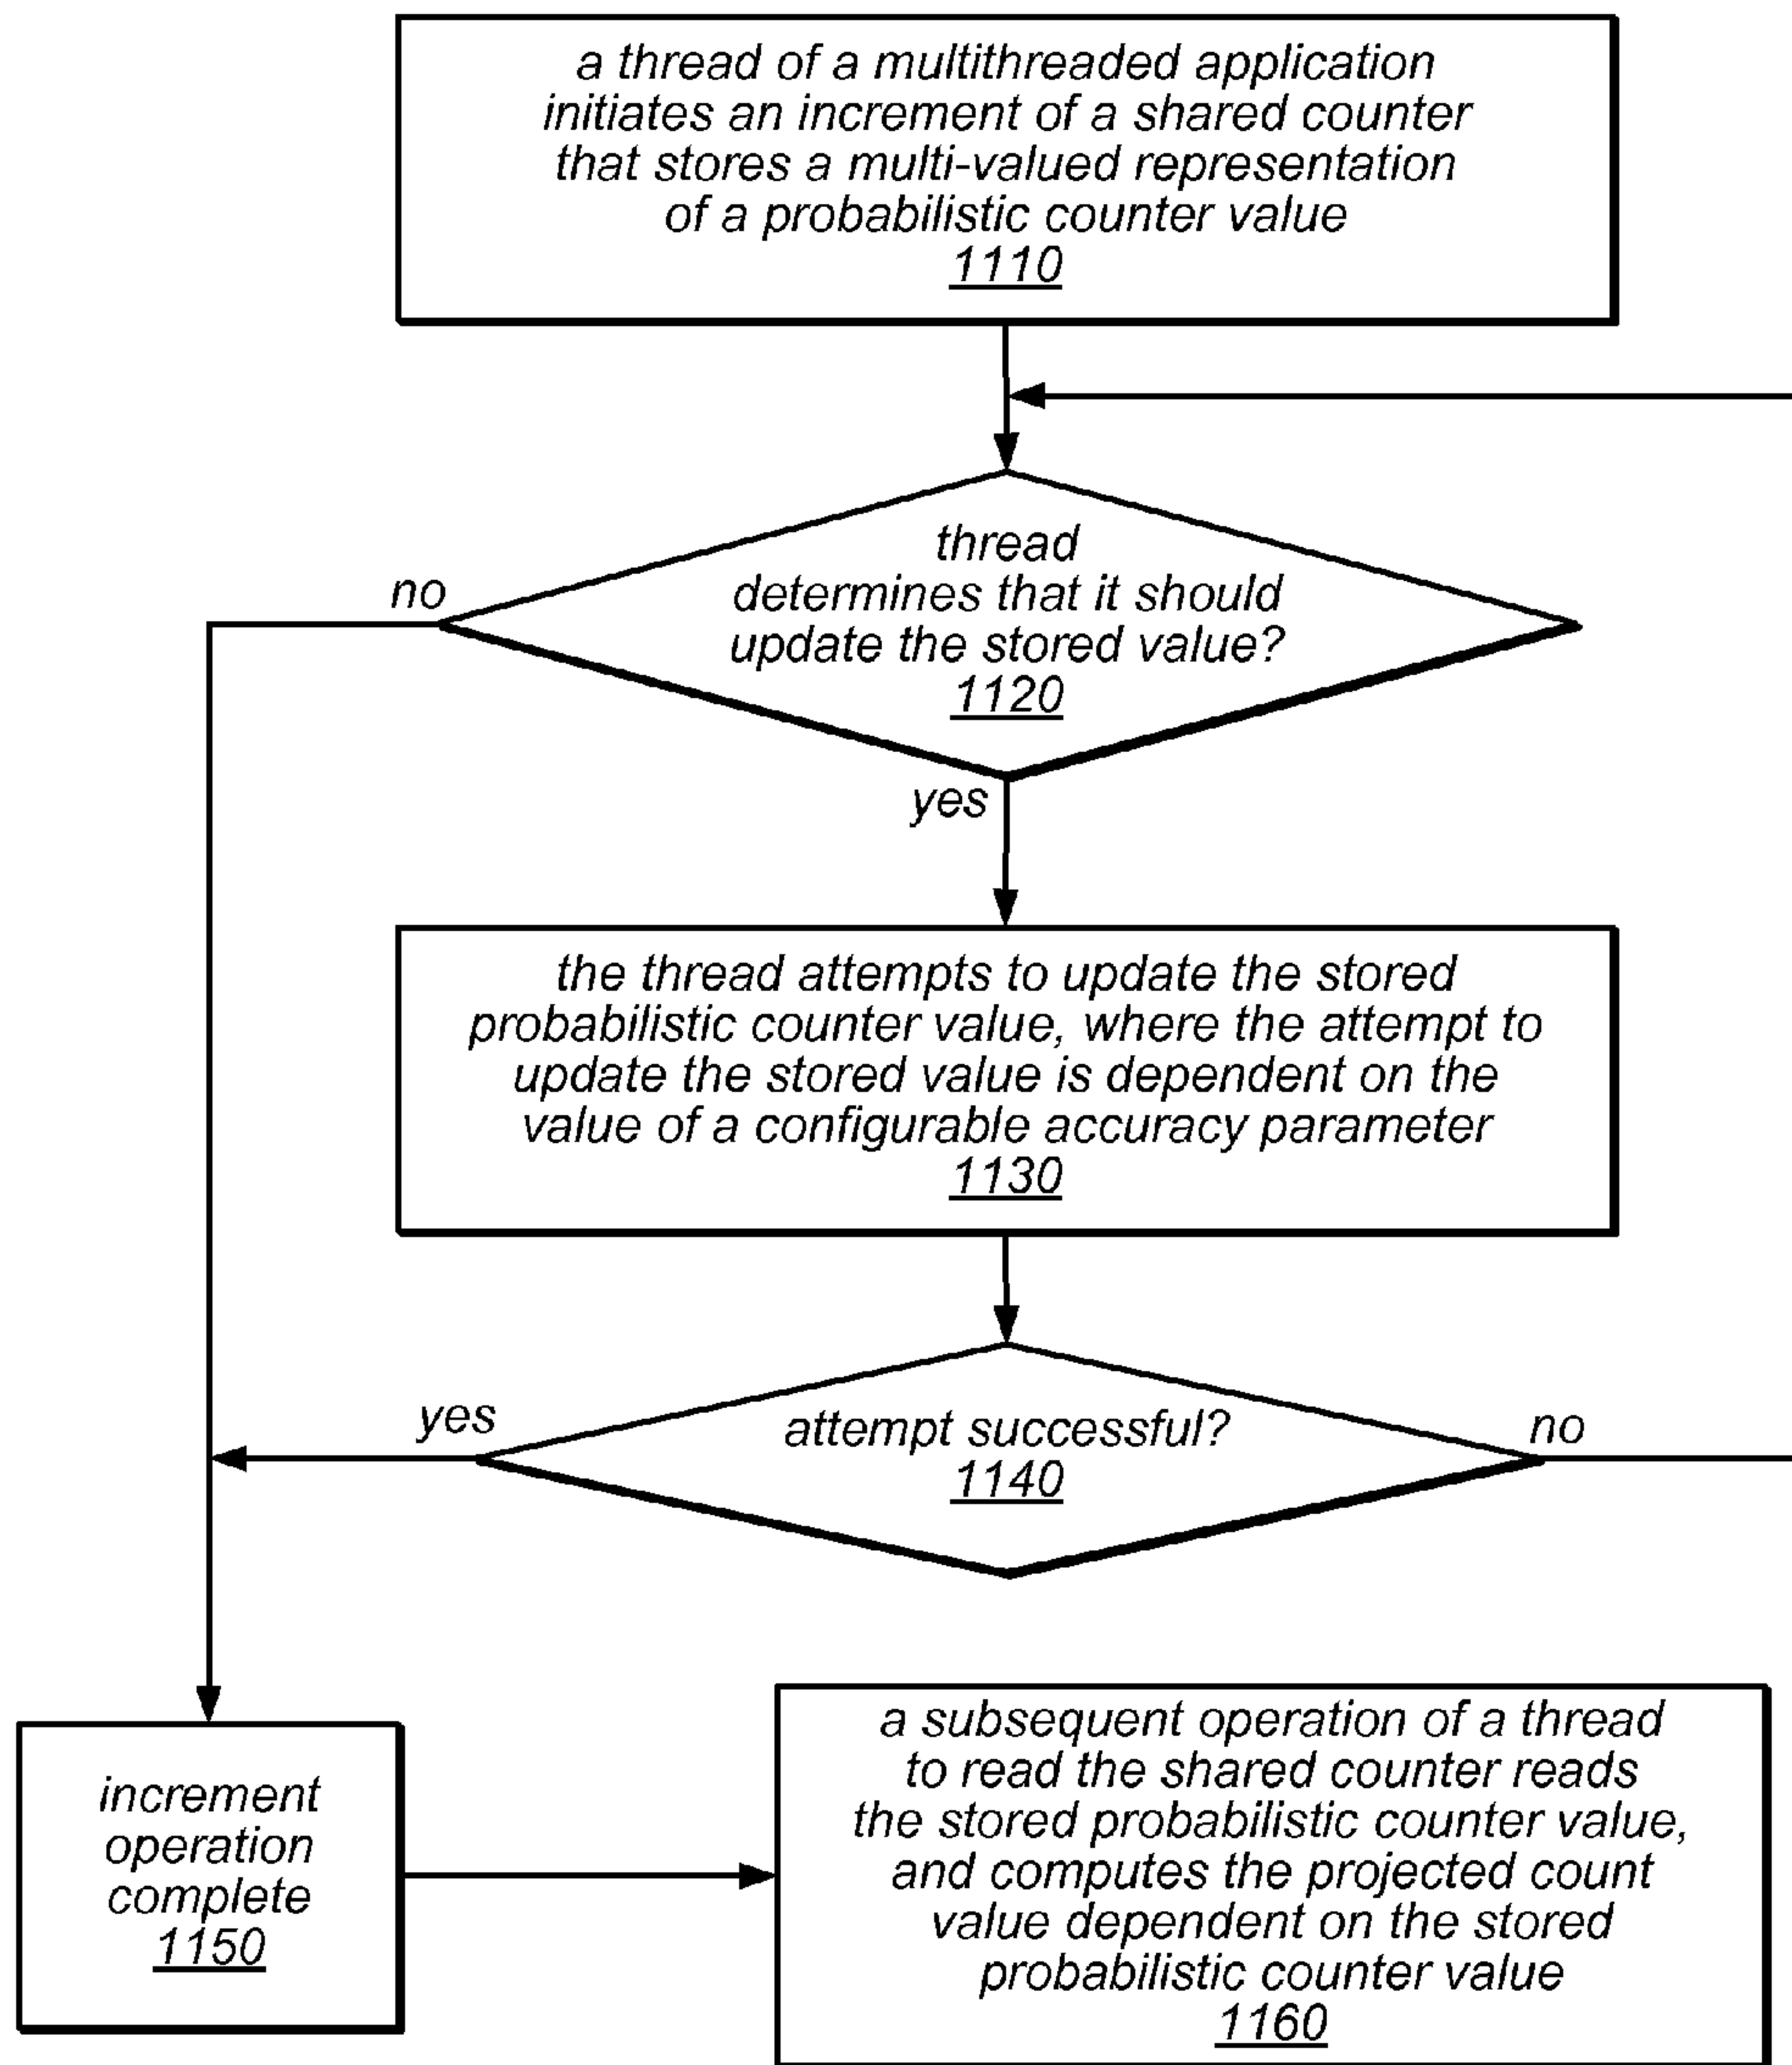 a thread of a multithreaded application
initiates an increment of a shared counter
that stores a multi-valued representation
of a probabilistic counter value
1110
thread
determines that it should
update the stored value?
1120
no
yes
the thread attempts to update the stored
probabilistic counter value, where the attempt to
update the stored value is dependent on the
value of a configurable accuracy parameter
1130
attempt successful?
1140
yes
no
increment
operation
complete
1150
a subsequent operation of a thread
to read the shared counter reads
the stored probabilistic counter value,
and computes the projected count
value dependent on the stored
probabilistic counter value
1160